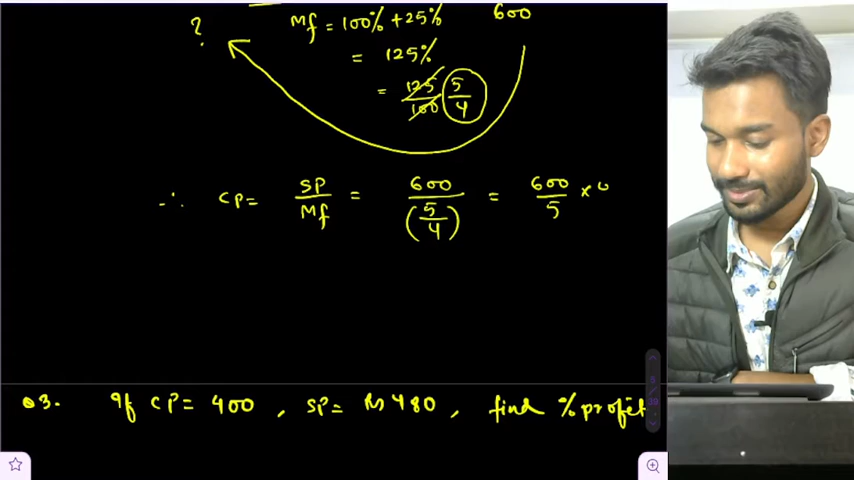 ? Mf = 100% + 25% 600
= 125%
= 125/100 5/4
∴ CP = SP/Mf = 600/(5/4) = 600/5 ×
Q3. If CP = 400 , SP = Rs 480 , find % profit